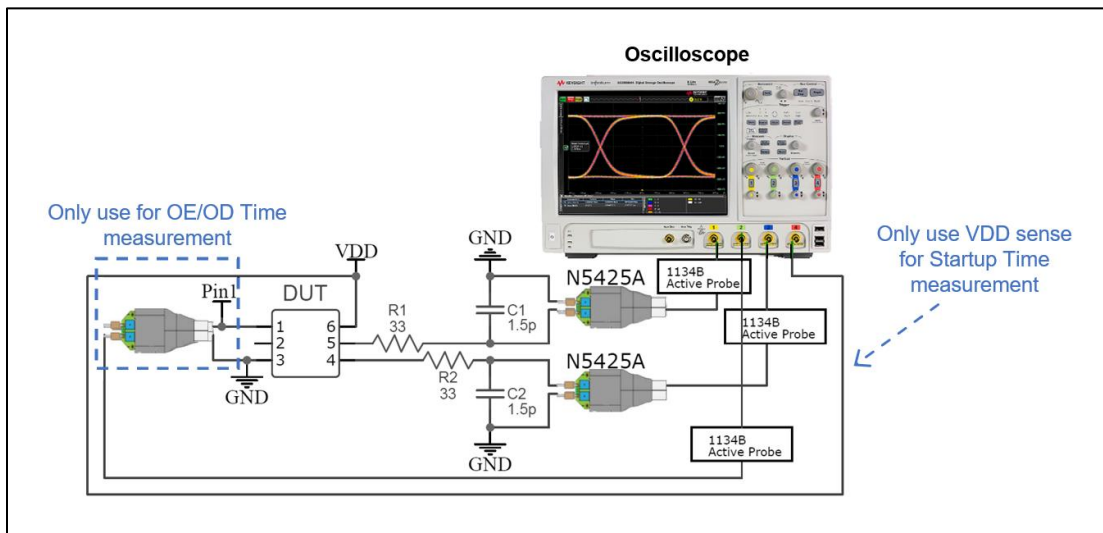 Oscilloscope
KEYSIGHT
Only use for OE/OD Time
measurement
VDD
GND
N5425A
1134B
Active Probe
Only use VDD sense
for Startup Time
measurement
Pin1
DUT
R1
33
C1
1.5p
1134B
Active Probe
1
2
3
6
5
4
R2
33
N5425A
GND
C2
1.5p
GND
1134B
Active Probe